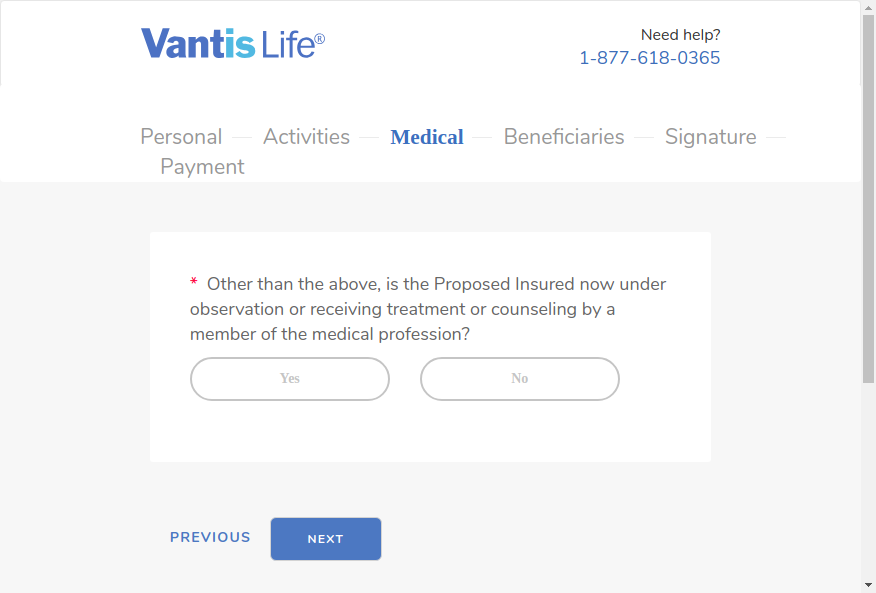 Vantis Life®
Need help?
1-877-618-0365
Personal Activities Medical Beneficiaries Signature
Payment
* Other than the above, is the Proposed Insured now under
observation or receiving treatment or counseling by a
member of the medical profession?
Yes No
PREVIOUS NEXT